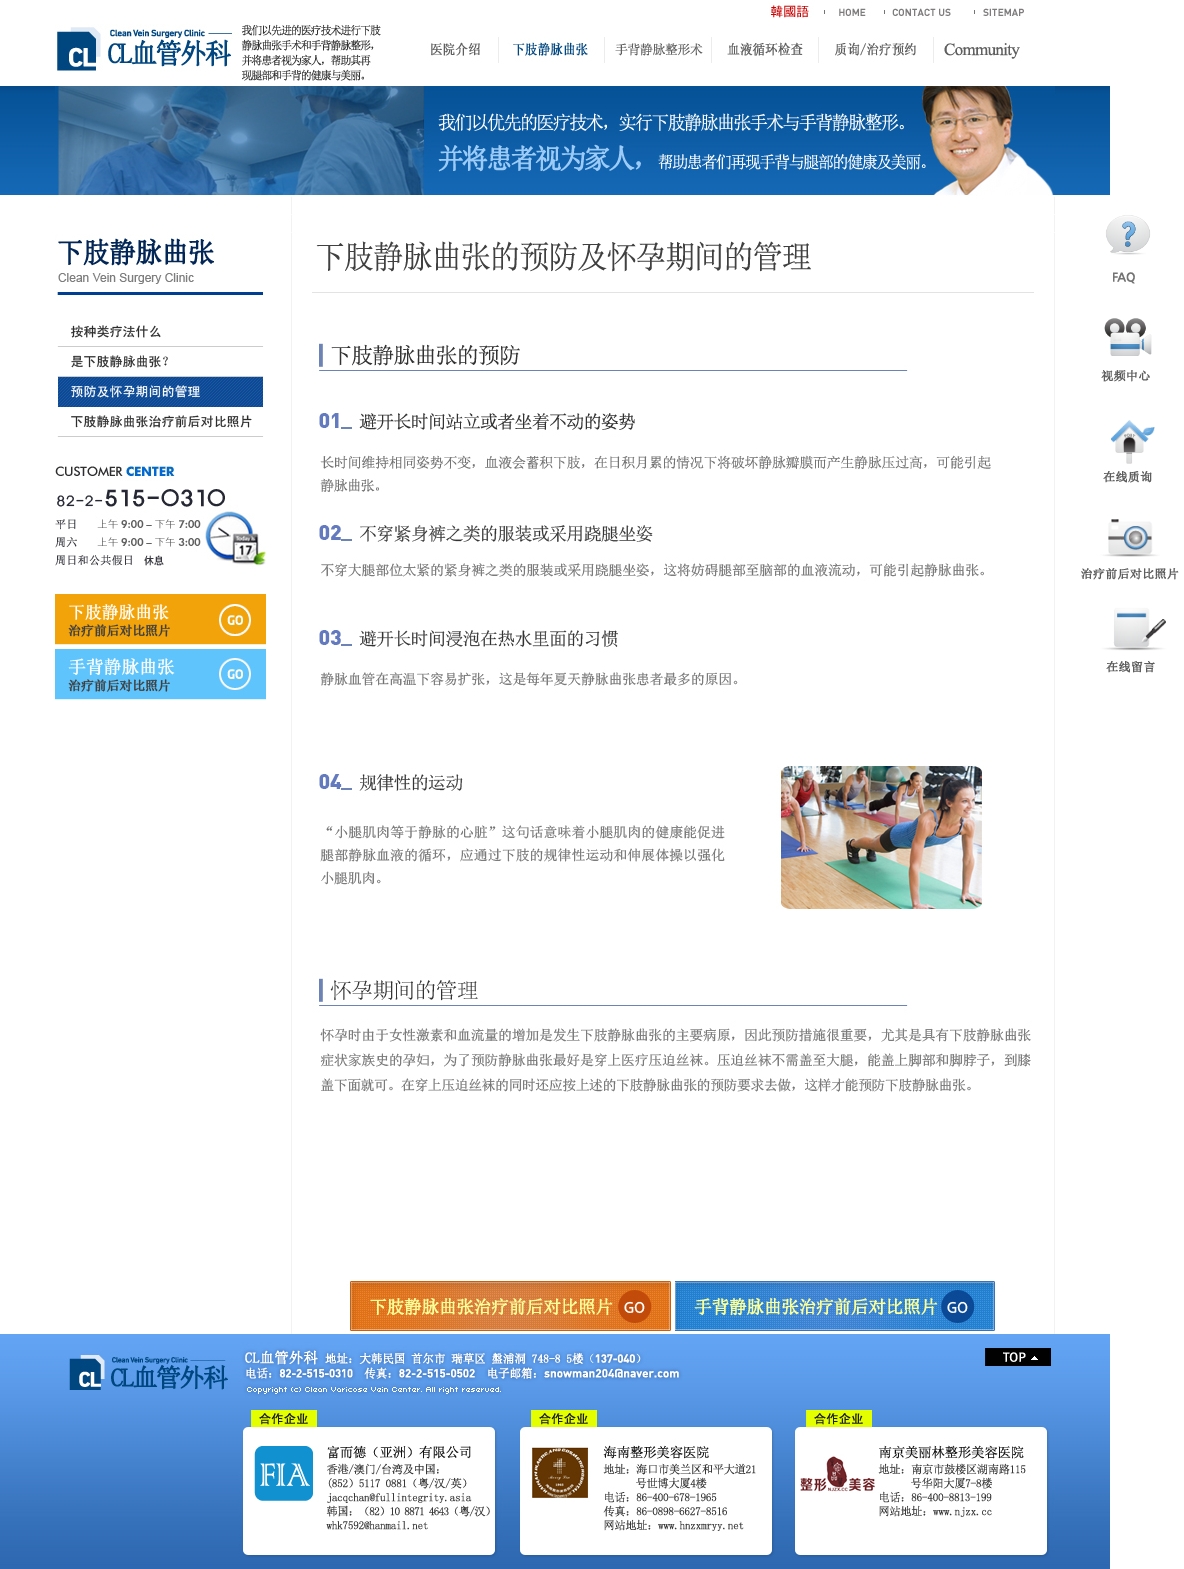 韓國語
HOME
CONTACT US
SITEMAP
CL
Clean Vein Surgery Clinic
CL血管外科
我们以先进的医疗技术进行下肢
静脉曲张手术和手背静脉整形，
并将患者视为家人，帮助其再
现腿部和手背的健康与美丽。
医院介绍
下肢静脉曲张
手背静脉整形术
血液循环检查
质询/治疗预约
Community
我们以优先的医疗技术，实行下肢静脉曲张手术与手背静脉整形。
并将患者视为家人，帮助患者们再现手背与腿部的健康及美丽。
下肢静脉曲张
Clean Vein Surgery Clinic
按种类疗法什么
是下肢静脉曲张?
预防及怀孕期间的管理
下肢静脉曲张治疗前后对比照片
CUSTOMER CENTER
82-2-515-0310
平日 上午 9:00 – 下午 7:00
周六 上午 9:00 – 下午 3:00
周日和公共假日 休息
17
下肢静脉曲张
治疗前后对比照片
GO
手背静脉曲张
治疗前后对比照片
GO
下肢静脉曲张的预防及怀孕期间的管理
下肢静脉曲张的预防
01_ 避开长时间站立或者坐着不动的姿势
长时间维持相同姿势不变，血液会蓄积下肢，在日积月累的情况下将破坏静脉瓣膜而产生静脉压过高，可能引起
静脉曲张。
02_ 不穿紧身裤之类的服装或采用跷腿坐姿
不穿大腿部位太紧的紧身裤之类的服装或采用跷腿坐姿，这将妨碍腿部至脑部的血液流动，可能引起静脉曲张。
03_ 避开长时间浸泡在热水里面的习惯
静脉血管在高温下容易扩张，这是每年夏天静脉曲张患者最多的原因。
04_ 规律性的运动
“小腿肌肉等于静脉的心脏”这句话意味着小腿肌肉的健康能促进
腿部静脉血液的循环，应通过下肢的规律性运动和伸展体操以强化
小腿肌肉。
怀孕期间的管理
怀孕时由于女性激素和血流量的增加是发生下肢静脉曲张的主要病原，因此预防措施很重要，尤其是具有下肢静脉曲张
症状家族史的孕妇，为了预防静脉曲张最好是穿上医疗压迫丝袜。压迫丝袜不需盖至大腿，能盖上脚部和脚脖子，到膝
盖下面就可。在穿上压迫丝袜的同时还应按上述的下肢静脉曲张的预防要求去做，这样才能预防下肢静脉曲张。
?
FAQ
视频中心
在线质询
治疗前后对比照片
在线留言
下肢静脉曲张治疗前后对比照片 GO
手背静脉曲张治疗前后对比照片 GO
CL
Clean Vein Surgery Clinic
CL血管外科
CL血管外科 地址：大韩民国 首尔市 瑞草区 盤浦洞 748-8 5楼（137-040）
电话：82-2-515-0310 传真：82-2-515-0502 电子邮箱：snowman204@naver.com
Copyright (c) Clean Varicose Vein Center. All right reserved.
TOP
合作企业
FIA
富而德（亚洲）有限公司
香港/澳门/台湾及中国：
(852) 5117 0881（粤/汉/英）
jacqchan@fullintegrity.asia
韩国：（82）10 8871 4643（粤/汉）
whk7592@hanmail.net
合作企业
海南整形美容医院
地址：海口市美兰区和平大道21
号世博大厦4楼
电话：86-400-678-1965
传真：86-0898-6627-8516
网站地址：www.hnzxmryy.net
合作企业
整形美容
NJZX.CC
南京美丽林整形美容医院
地址：南京市鼓楼区湖南路115
号华阳大厦7-8楼
电话：86-400-8813-199
网站地址：www.njzx.cc